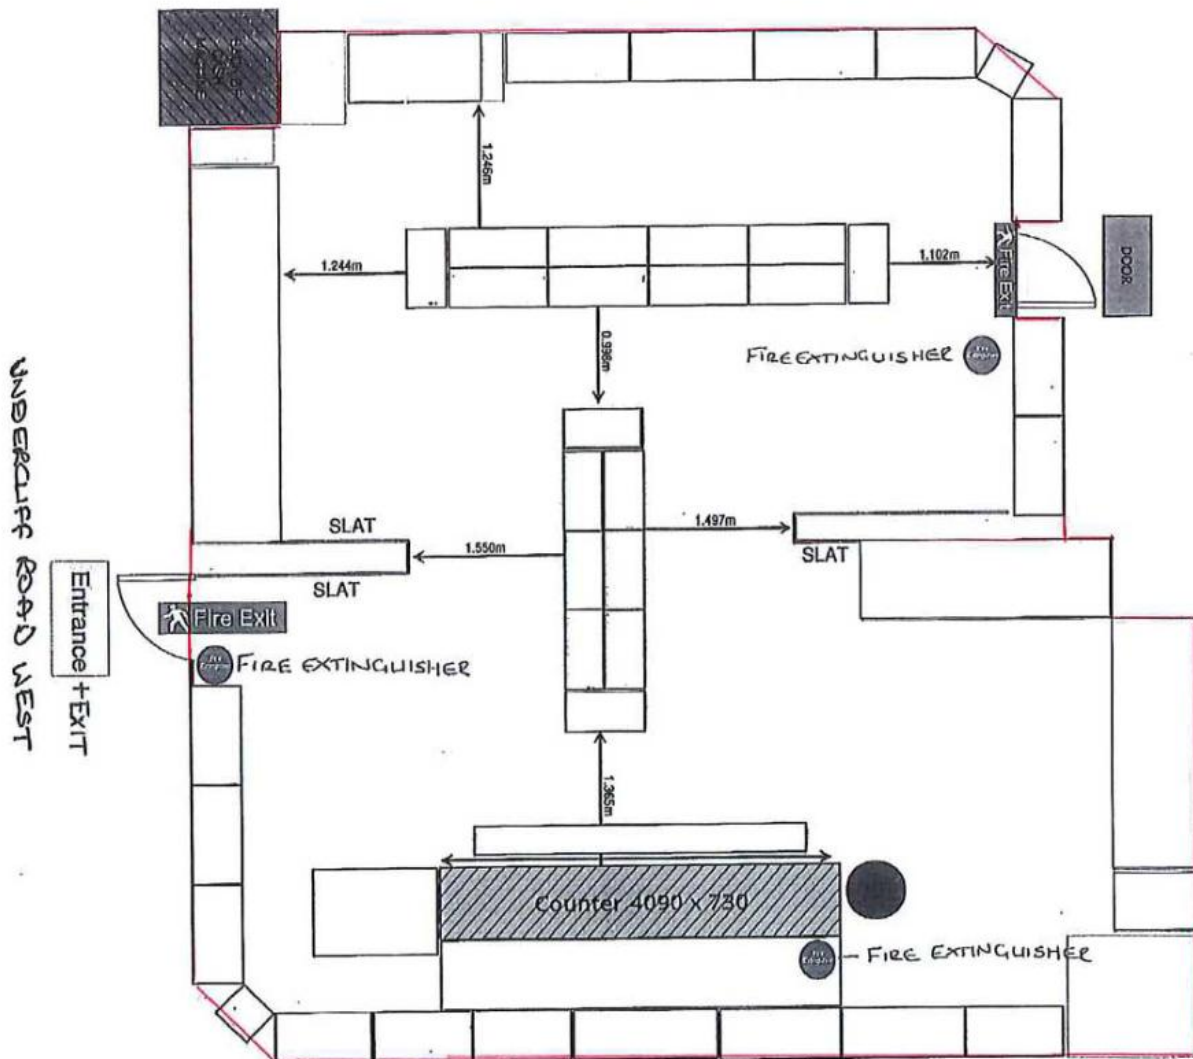 1.246m
1.244m
1.102m
Fire Exit
DOOR
0.998m
FIRE EXTINGUISHER
SLAT
1.550m
1.497m
SLAT
SLAT
Fire Exit
FIRE EXTINGUISHER
Entrance + EXIT
UNDERCLIFF ROAD WEST
1.365m
Counter 4090 x 730
- FIRE EXTINGUISHER